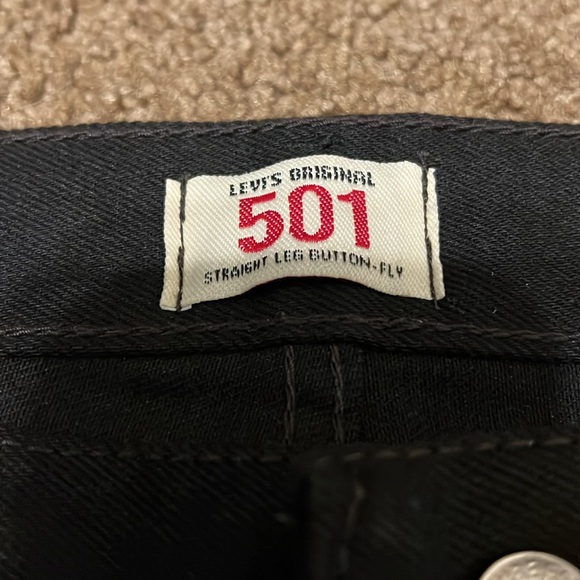 LEVI'S ORIGINAL
501
STRAIGHT LEG BUTTON-FLY